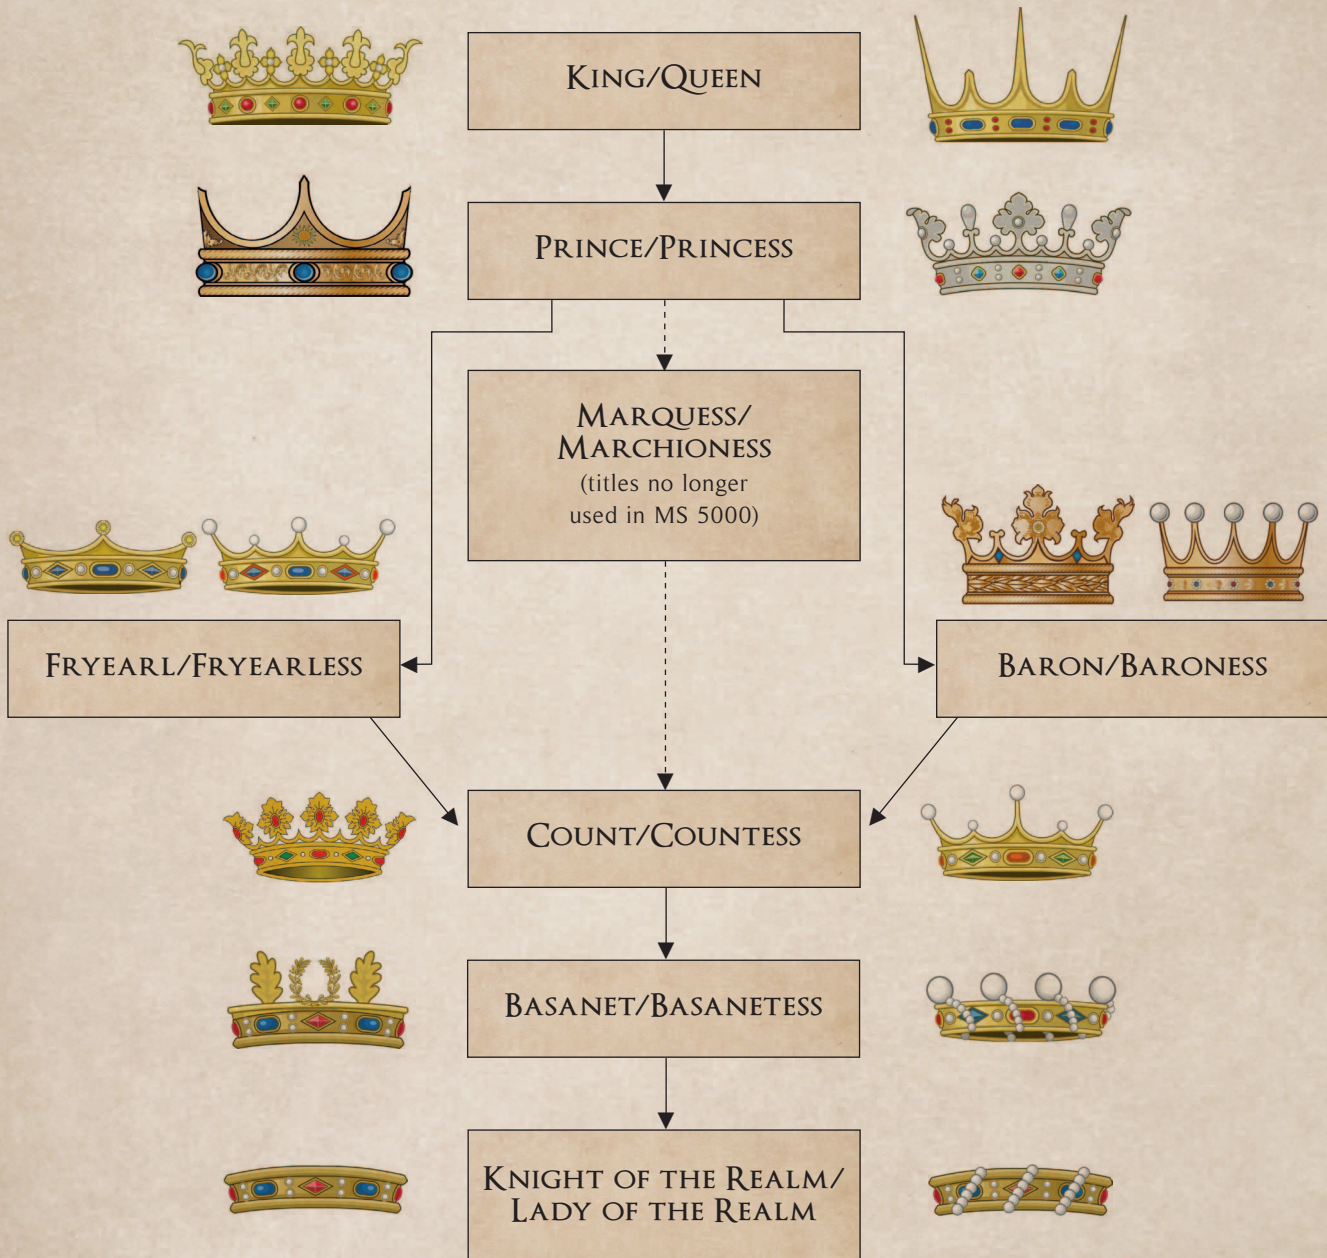 King/Queen
Prince/Princess
Marquess/
Marchioness
(titles no longer
used in MS 5000)
Fryearl/Fryearless
Baron/Baroness
Count/Countess
Basanet/Basanetess
Knight of the Realm/
Lady of the Realm